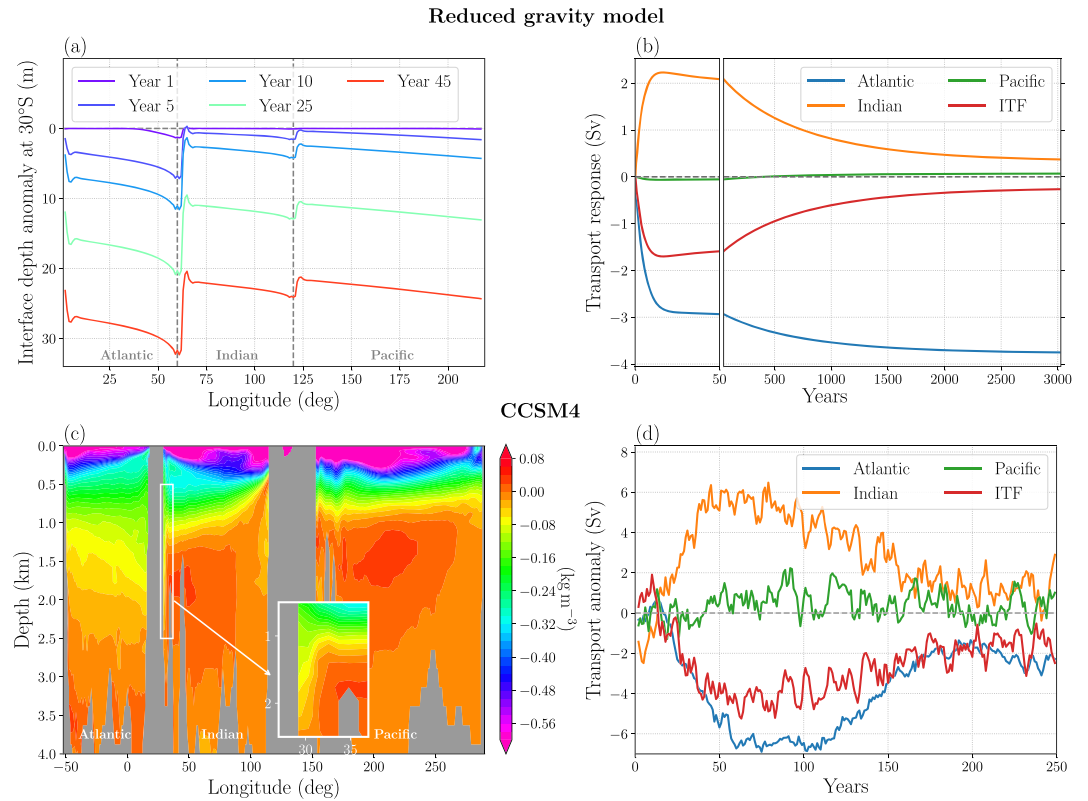 Reduced gravity model
(a)
Interface depth anomaly at 30°S (m)
Year 1
Year 10
Year 45
Year 5
Year 25
0
10
20
30
Atlantic
Indian
Pacific
25
50
75
100
125
150
175
200
Longitude (deg)
(b)
Transport response (Sv)
Atlantic
Pacific
Indian
ITF
2
1
0
−1
−2
−3
−4
0
50
500
1000
1500
2000
2500
3000
Years
CCSM4
(c)
Depth (km)
0.0
0.5
1.0
1.5
2.0
2.5
3.0
3.5
4.0
1
2
30
35
Atlantic
Indian
Pacific
−50
0
50
100
150
200
250
Longitude (deg)
0.08
0.00
−0.08
−0.16
−0.24
−0.32
−0.40
−0.48
−0.56
(kg m−3)
(d)
Transport anomaly (Sv)
Atlantic
Pacific
Indian
ITF
8
6
4
2
0
−2
−4
−6
0
50
100
150
200
250
Years